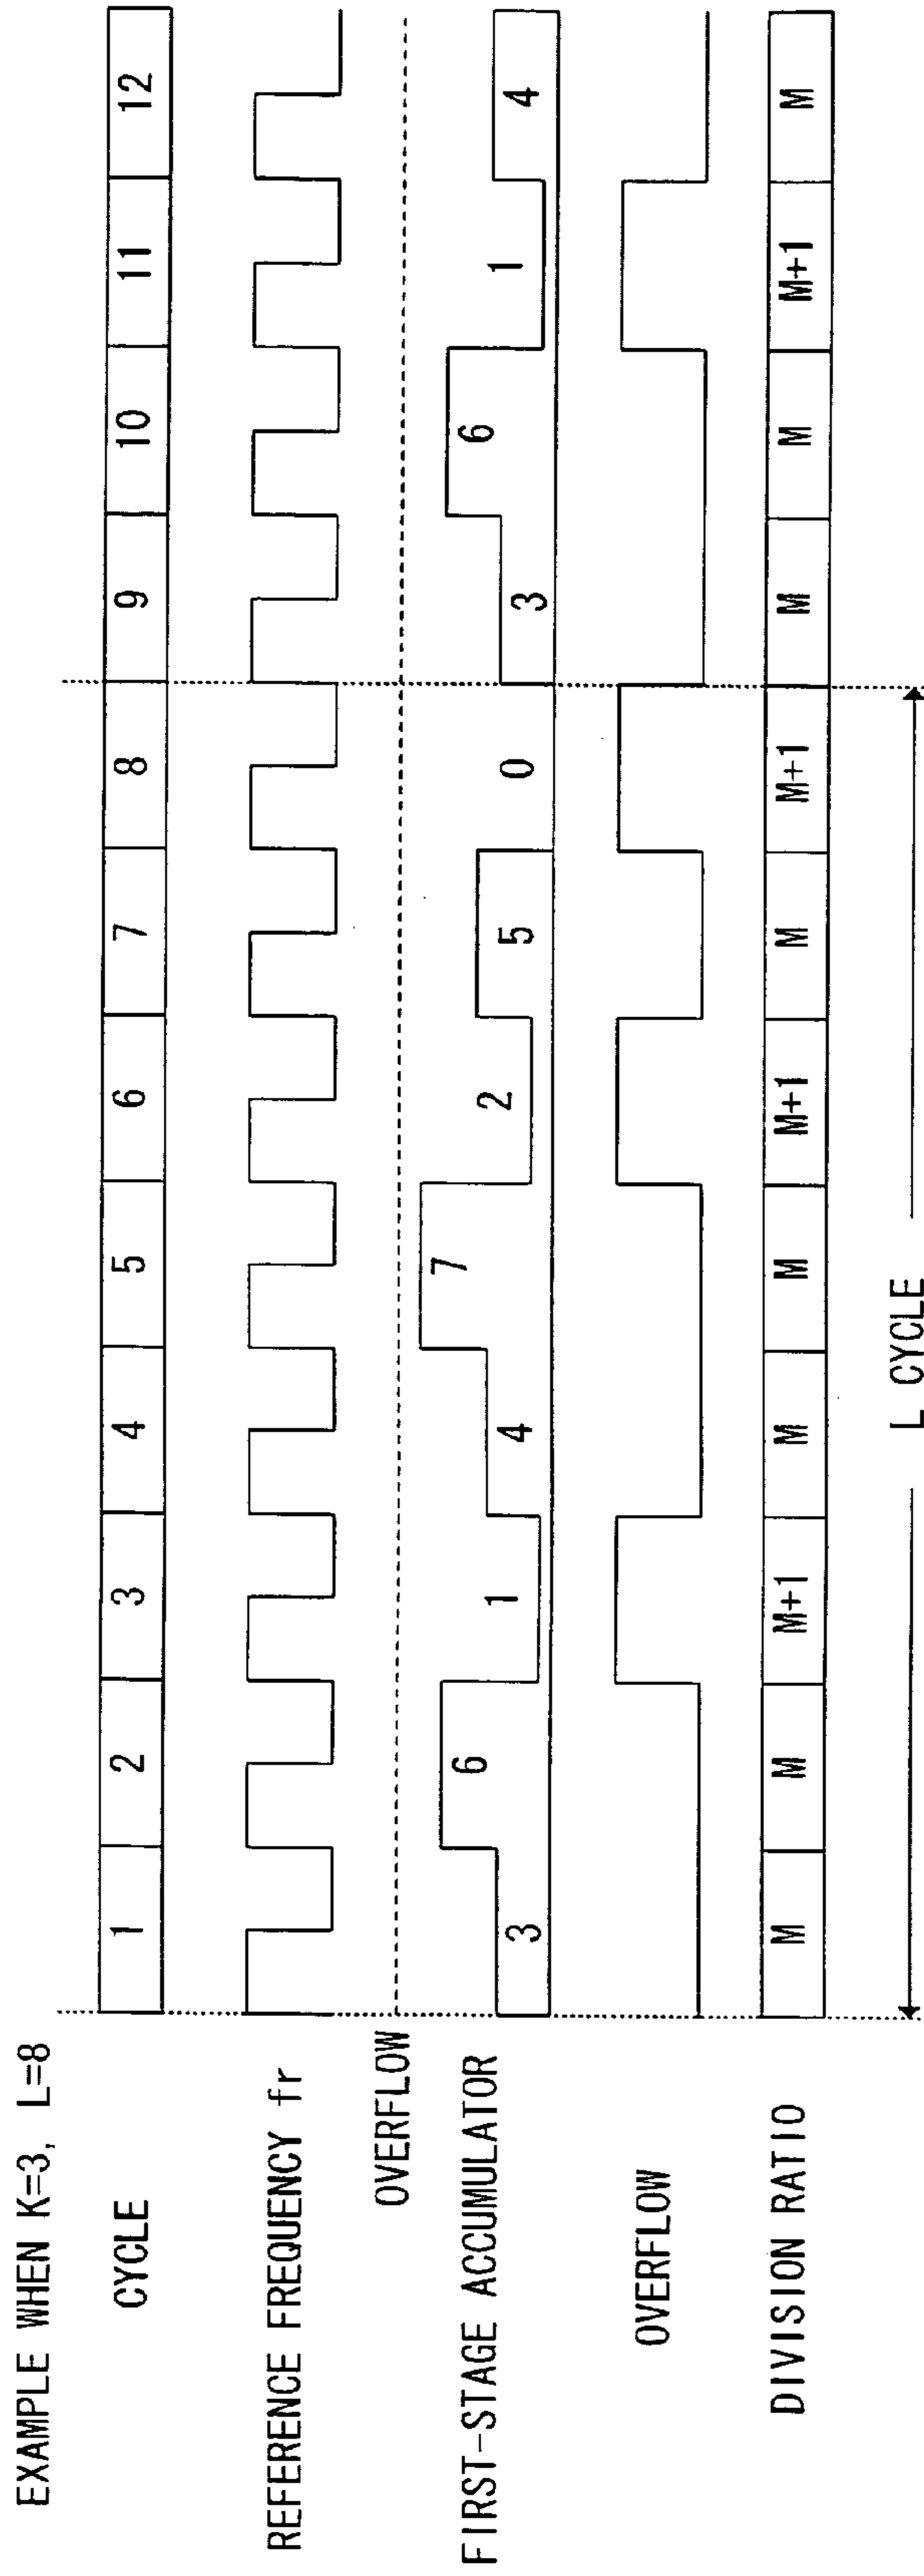 EXAMPLE WHEN K=3, L=8
CYCLE 1 2 3 4 5 6 7 8 9 10 11 12
REFERENCE FREQUENCY fr
OVERFLOW
FIRST-STAGE ACCUMULATOR 3 6 1 4 7 2 5 0 3 6 1 4
OVERFLOW
DIVISION RATIO M M M+1 M M M+1 M M+1 M M M+1 M
L CYCLE